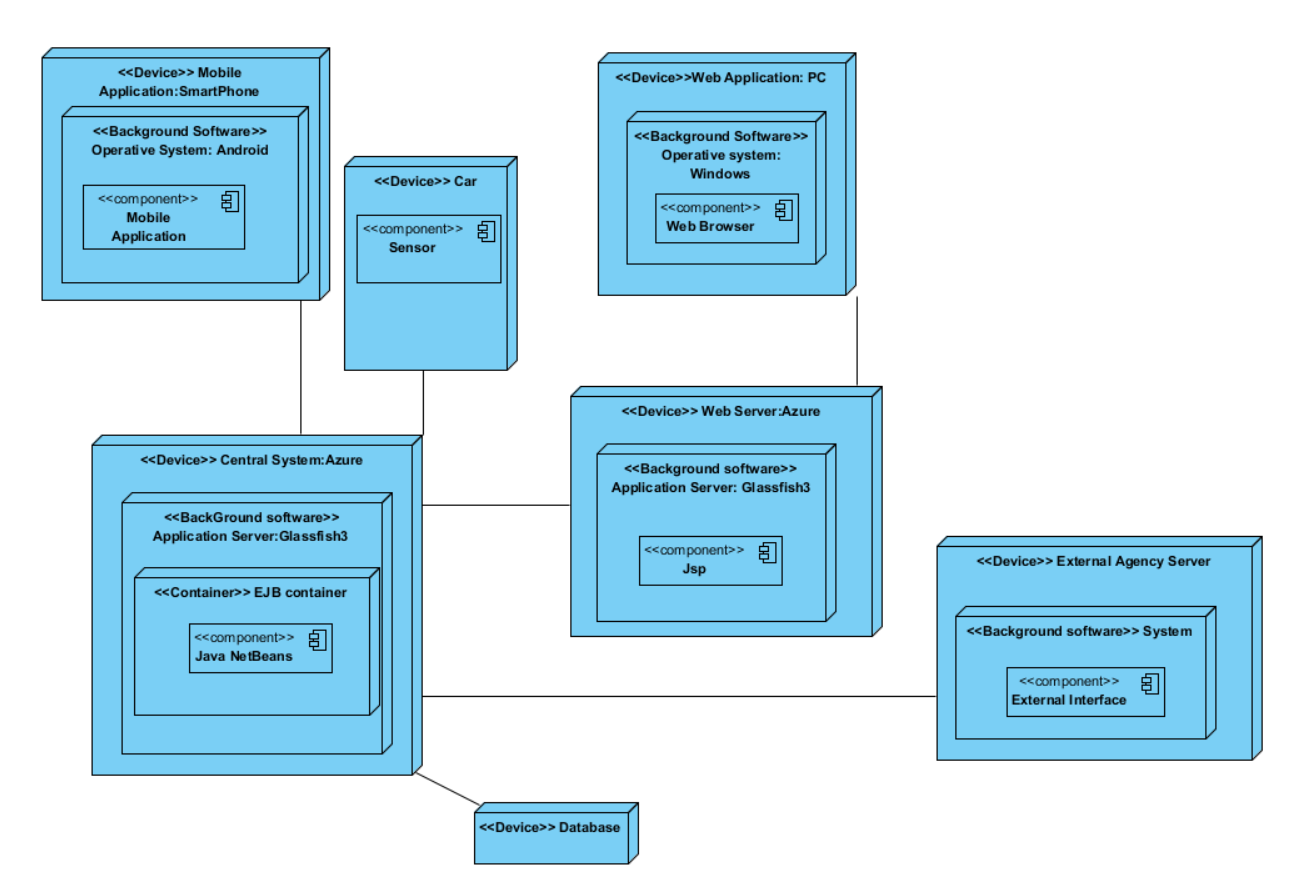 <<Device>> Mobile
Application:SmartPhone
<<Background Software>>
Operative System: Android
<<component>>
Mobile
Application
<<Device>> Car
<<component>>
Sensor
<<Device>>Web Application: PC
<<Background Software>>
Operative system:
Windows
<<component>>
Web Browser
<<Device>> Central System:Azure
<<BackGround software>>
Application Server:Glassfish3
<<Container>> EJB container
<<component>>
Java NetBeans
<<Device>> Web Server:Azure
<<Background software>>
Application Server: Glassfish3
<<component>>
Jsp
<<Device>> External Agency Server
<<Background software>> System
<<component>>
External Interface
<<Device>> Database